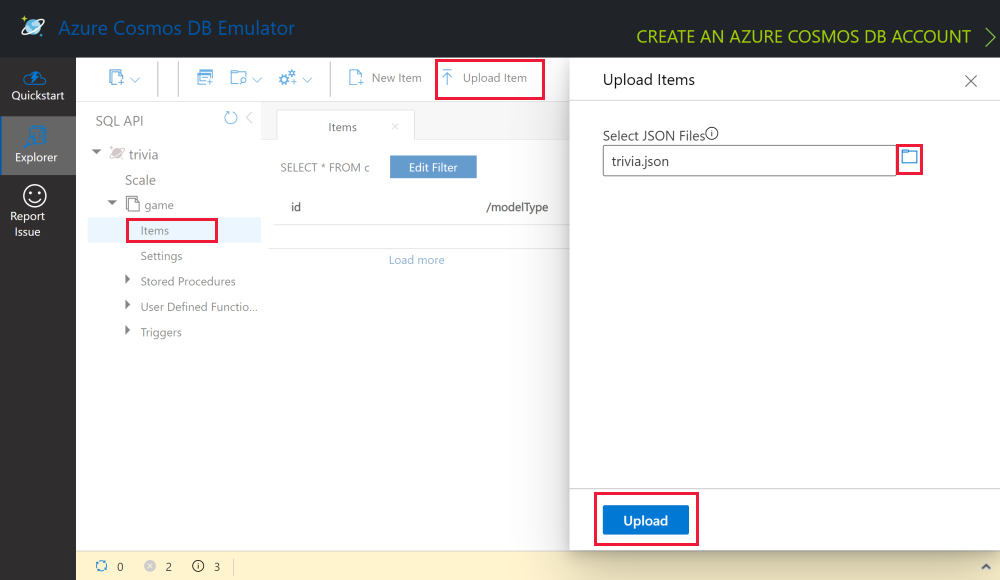 Azure Cosmos DB Emulator
CREATE AN AZURE COSMOS DB ACCOUNT
Quickstart
Explorer
Report
Issue
New Item
Upload Item
SQL API
trivia
Scale
game
Items
Settings
Stored Procedures
User Defined Functio...
Triggers
Items
SELECT * FROM c
Edit Filter
id
/modelType
Load more
Upload Items
Select JSON Files
trivia.json
Upload
0
2
3